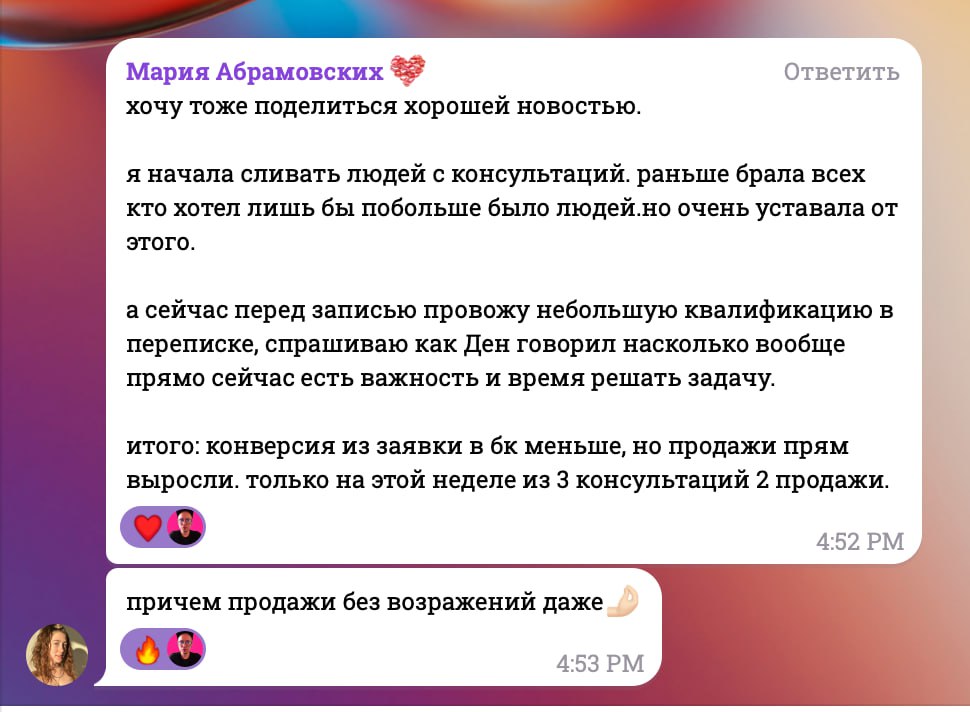 Мария Абрамовских
Ответить
хочу тоже поделиться хорошей новостью.
я начала сливать людей с консультаций. раньше брала всех
кто хотел лишь бы побольше было людей.но очень уставала от
этого.
а сейчас перед записью провожу небольшую квалификацию в
переписке, спрашиваю как Ден говорил насколько вообще
прямо сейчас есть важность и время решать задачу.
итого: конверсия из заявки в бк меньше, но продажи прям
выросли. только на этой неделе из 3 консультаций 2 продажи.
4:52 PM
причем продажи без возражений даже👌🏻
4:53 PM